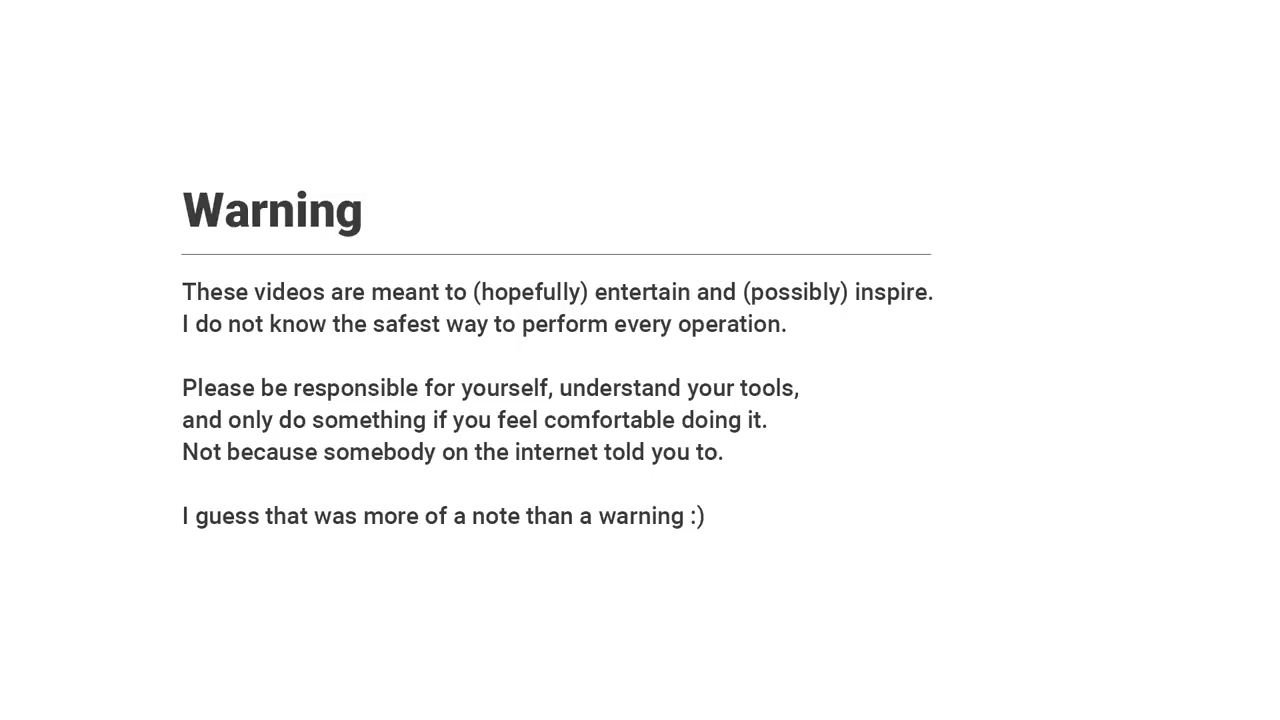 Warning
These videos are meant to (hopefully) entertain and (possibly) inspire.
I do not know the safest way to perform every operation.
Please be responsible for yourself, understand your tools,
and only do something if you feel comfortable doing it.
Not because somebody on the internet told you to.
I guess that was more of a note than a warning :)